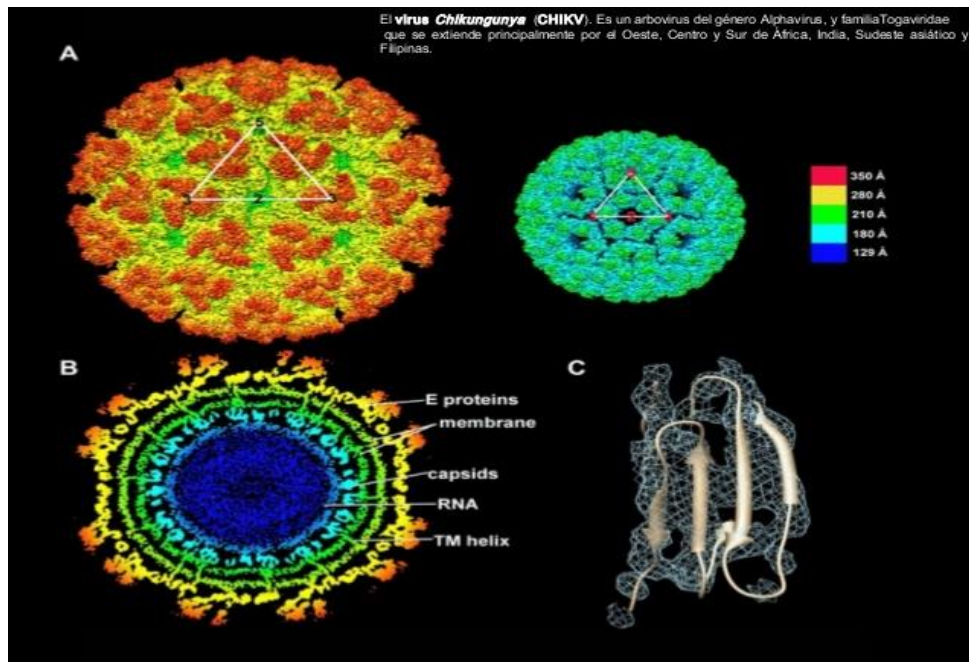 El virus Chikungunya (CHIKV). Es un arbovirus del género Alphavirus, y familiaTogaviridae
que se extiende principalmente por el Oeste, Centro y Sur de África, India, Sudeste asiático y
Filipinas.
A
5
2
350 Å
280 Å
210 Å
180 Å
129 Å
B
E proteins
membrane
capsids
RNA
TM helix
C